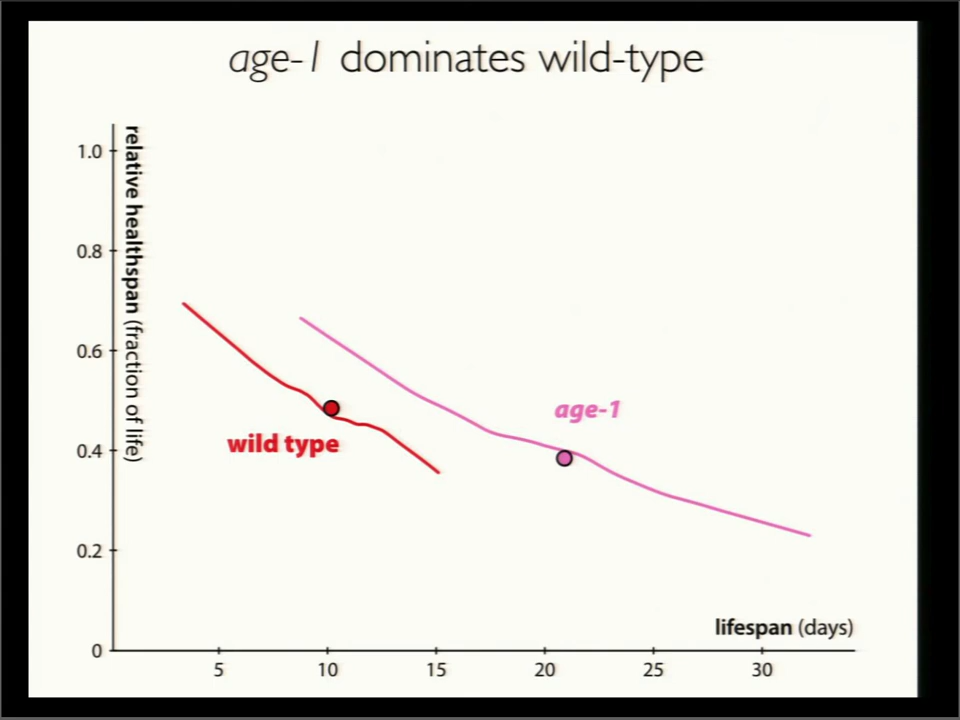 age-1 dominates wild-type
relative healthspan (fraction of life)
1.0
0.8
0.6
0.4
0.2
0
age-1
wild type
lifespan (days)
5 10 15 20 25 30